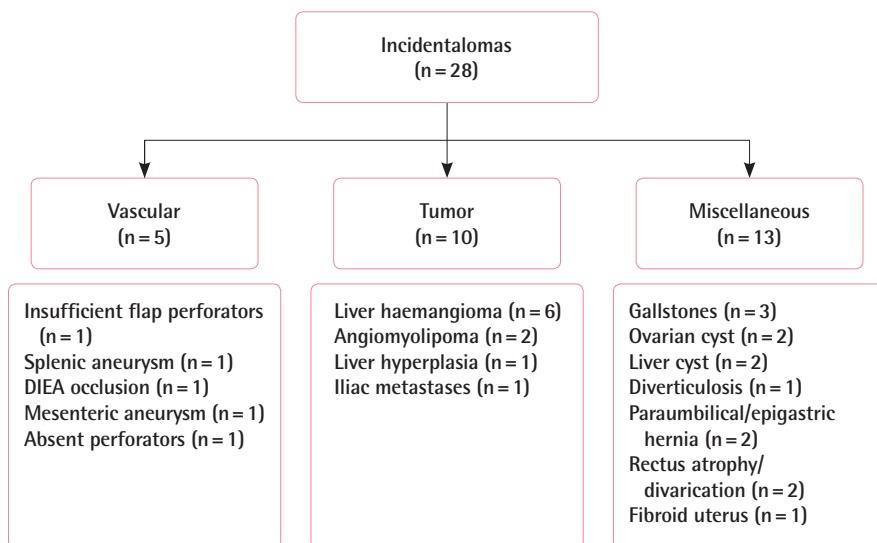 Incidentalomas
(n=28)
Vascular
(n=5)
Tumor
(n=10)
Miscellaneous
(n=13)
Insufficient flap perforators
(n=1)
Splenic aneurysm (n=1)
DIEA occlusion (n=1)
Mesenteric aneurysm (n=1)
Absent perforators (n=1)
Liver haemangioma (n=6)
Angiomyolipoma (n=2)
Liver hyperplasia (n=1)
Iliac metastases (n=1)
Gallstones (n=3)
Ovarian cyst (n=2)
Liver cyst (n=2)
Diverticulosis (n=1)
Paraumbilical/epigastric
hernia (n=2)
Rectus atrophy/
divarication (n=2)
Fibroid uterus (n=1)